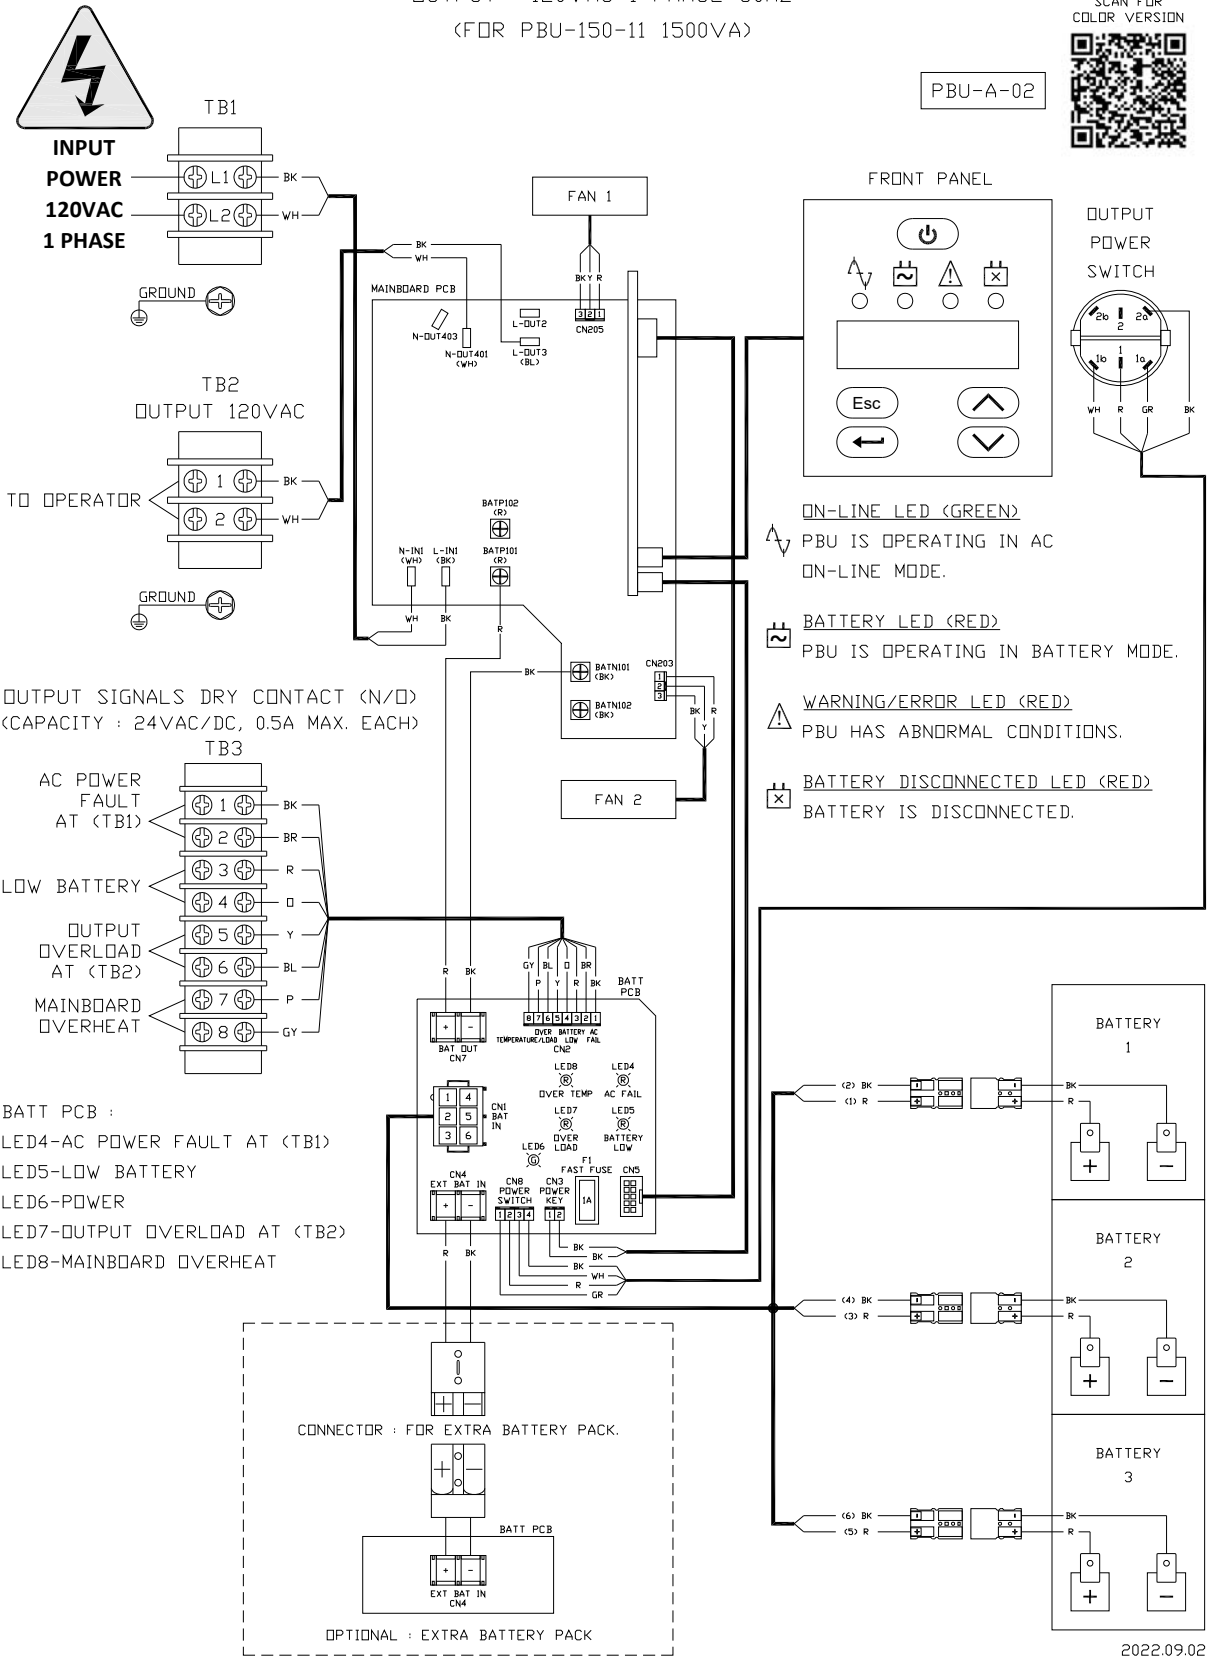 (FOR PBU-150-11 1500VA)
SCAN FOR
COLOR VERSION
PBU-A-02
TB1
INPUT
POWER
120VAC
1 PHASE
L1
BK
L2
WH
GROUND
TB2
OUTPUT 120VAC
TO OPERATOR
1
BK
2
WH
GROUND
BK
WH
FAN 1
BK Y R
MAINBOARD PCB
3 2 1
CN205
N-OUT403
N-OUT401
(WH)
L-OUT2
L-OUT3
(BL)
BATP102
(R)
BATP101
(R)
N-IN1
(WH)
L-IN1
(BK)
WH
BK
R
BK
BATN101
(BK)
BATN102
(BK)
CN203
1
2
3
BK
Y
R
FAN 2
FRONT PANEL
Esc
OUTPUT
POWER
SWITCH
2b
2
2a
1b
1
1a
WH
R
GR
BK
ON-LINE LED (GREEN)
PBU IS OPERATING IN AC
ON-LINE MODE.
BATTERY LED (RED)
PBU IS OPERATING IN BATTERY MODE.
WARNING/ERROR LED (RED)
PBU HAS ABNORMAL CONDITIONS.
BATTERY DISCONNECTED LED (RED)
BATTERY IS DISCONNECTED.
OUTPUT SIGNALS DRY CONTACT (N/O)
(CAPACITY : 24VAC/DC, 0.5A MAX. EACH)
TB3
AC POWER
FAULT
AT (TB1)
LOW BATTERY
OUTPUT
OVERLOAD
AT (TB2)
MAINBOARD
OVERHEAT
1
BK
2
BR
3
R
4
O
5
Y
6
BL
7
P
8
GY
BATT PCB :
LED4-AC POWER FAULT AT (TB1)
LED5-LOW BATTERY
LED6-POWER
LED7-OUTPUT OVERLOAD AT (TB2)
LED8-MAINBOARD OVERHEAT
R
BK
GY BL O BR
P Y R BK
BATT
PCB
8 7 6 5 4 3 2 1
OVER BATTERY AC
TEMPERATURE/LOAD LOW FAIL
CN2
+ -
BAT OUT
CN7
LED8
R
OVER TEMP
LED4
R
AC FAIL
1 4
2 5
3 6
CN1
BAT
IN
LED7
R
OVER
LOAD
LED5
R
BATTERY
LOW
LED6
G
CN4
EXT BAT IN
+ -
CN8
POWER
SWITCH
1 2 3 4
CN3
POWER
KEY
1 2
F1
FAST FUSE
1A
CN5
R
BK
BK
BK
BK
WH
R
GR
+ -
CONNECTOR : FOR EXTRA BATTERY PACK.
+ -
BATT PCB
+ -
EXT BAT IN
CN4
OPTIONAL : EXTRA BATTERY PACK
BATTERY
1
(2) BK
(1) R
BK
R
+ -
BATTERY
2
(4) BK
(3) R
BK
R
+ -
BATTERY
3
(6) BK
(5) R
BK
R
+ -
2022.09.02